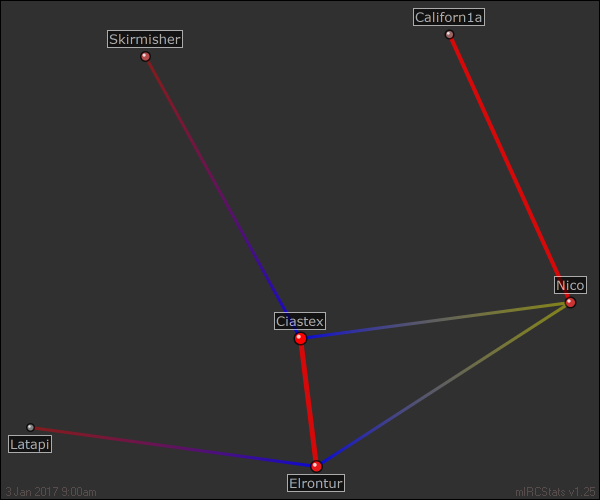 Californ1a
Skirmisher
Nico
Ciastex
Latapi
Elrontur
3 Jan 2017 9:00am
mIRCStats v1.25